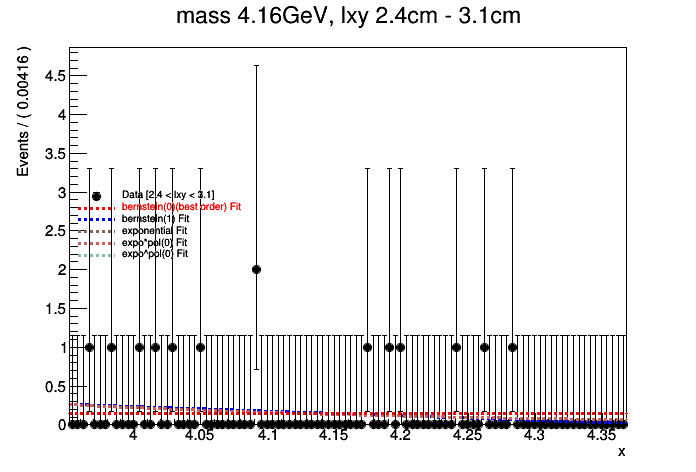 mass 4.16GeV, lxy 2.4cm - 3.1cm
Events / ( 0.00416 )
4.5
4
3.5
3
2.5
2
1.5
1
0.5
0
Data [2.4 < lxy < 3.1]
bernstein(0)(best order) Fit
bernstein(1) Fit
exponential Fit
expo*pol(0) Fit
expo^pol(0) Fit
4 4.05 4.1 4.15 4.2 4.25 4.3 4.35
x